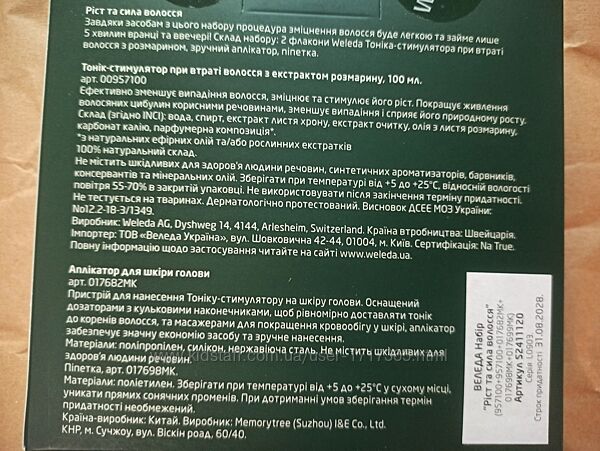 Ріст та сила волосся
Завдяки засобам з цього набору процедура зміцнення волосся буде легкою та займе лише
5 хвилин вранці та ввечері! Склад набору: 2 флакони Weleda Тоніка-стимулятора при втраті
волосся з розмарином, зручний аплікатор, піпетка.
Тонік-стимулятор при втраті волосся з екстрактом розмарину, 100 мл.
арт. 00957100
Ефективно зменшує випадіння волосся, зміцнює та стимулює його ріст. Покращує живлення
волосяних цибулин корисними речовинами, зменшує випадіння і сприяє його природному росту.
Склад (згідно INCI): вода, спирт, екстракт листя хрону, екстракт очитку, олія з листя розмарину,
карбонат калію, парфумерна композиція*.
*з натуральних ефірних олій та/або рослинних екстрактів
100% натуральний склад.
Не містить шкідливих для здоров'я людини речовин, синтетичних ароматизаторів, барвників,
консервантів та мінеральних олій. Зберігати при температурі від +5 до +25°С, відносній вологості
повітря 55-70% в закритій упаковці. Не використовувати після закінчення терміну придатності.
Не тестується на тваринах. Дерматологічно протестований. Висновок ДСЕЕ МОЗ України:
No12.2-18-3/1349.
Виробник: Weleda AG, Dyshweg 14, 4144, Arlesheim, Switzerland. Країна виробництва: Швейцарія.
Імпортер: ТОВ «Веледа Україна», вул. Шовковична 42-44, 01004, м. Київ. Сертифікація: Na True.
Повну інформацію щодо застосування читайте на сайті www.weleda.ua.
Аплікатор для шкіри голови
арт. 017682МК
Пристрій для нанесення Тоніку-стимулятору на шкіру голови. Оснащений
дозаторами з кульковими наконечниками, щоб рівномірно доставляти тонік
до коренів волосся, та масажерами для покращення кровообігу у шкірі, аплікатор
забезпечує значну економію засобу та зручне нанесення.
Матеріали: поліпропілен, силікон, нержавіюча сталь. Не містить шкідливих для
здоров'я людини речовин.
Піпетка, арт. 017698МК.
Матеріали: поліетилен. Зберігати при температурі від +5 до +25°С у сухому місці,
уникати прямих сонячних променів. При дотриманні умов зберігання термін
придатності необмежений.
Країна-виробник: Китай. Виробник: Memorytree (Suzhou) I&E Co., Ltd.
КНР, м. Сучжоу, вул. Віскін роад, 60/40.
ВЕЛЕДА Набір
"Ріст та сила волосся"
(957100+957100+017682МК+
017698МК+017699МК)
Артикул 52411120
Серія L0903
Строк придатності 31.08.2028.